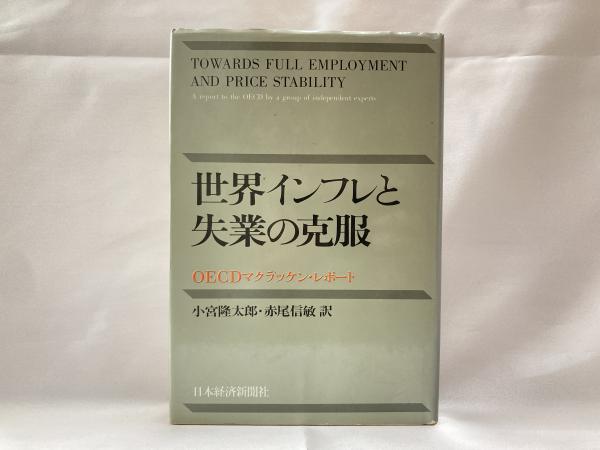 TOWARDS FULL EMPLOYMENT
AND PRICE STABILITY
A report to the OECD by a group of independent experts
世界インフレと
失業の克服
OECDマクラッケン・レポート
小宮隆太郎・赤尾信敏 訳
日本経済新聞社